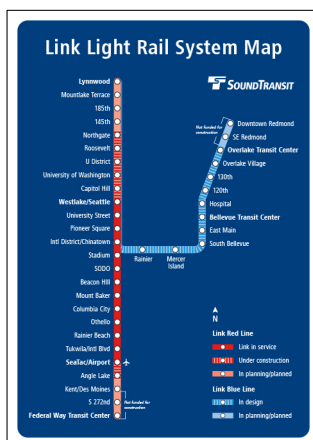 Link Light Rail System Map
SOUNDTRANSIT
Lynnwood
Mountlake Terrace
185th
145th
Northgate
Roosevelt
U District
University of Washington
Capitol Hill
Westlake/Seattle
University Street
Pioneer Square
Intl District/Chinatown
Stadium
SODO
Beacon Hill
Mount Baker
Columbia City
Othello
Rainier Beach
Tukwila/Intl Blvd
SeaTac/Airport
Angle Lake
Kent/Des Moines
S 272nd
Federal Way Transit Center
Not funded for
construction
Rainier
Mercer
Island
Not funded for
construction
Downtown Redmond
SE Redmond
Overlake Transit Center
Overlake Village
130th
120th
Hospital
Bellevue Transit Center
East Main
South Bellevue
N
Link Red Line
Link in service
Under construction
In planning/planned
Link Blue Line
In design
In planning/planned